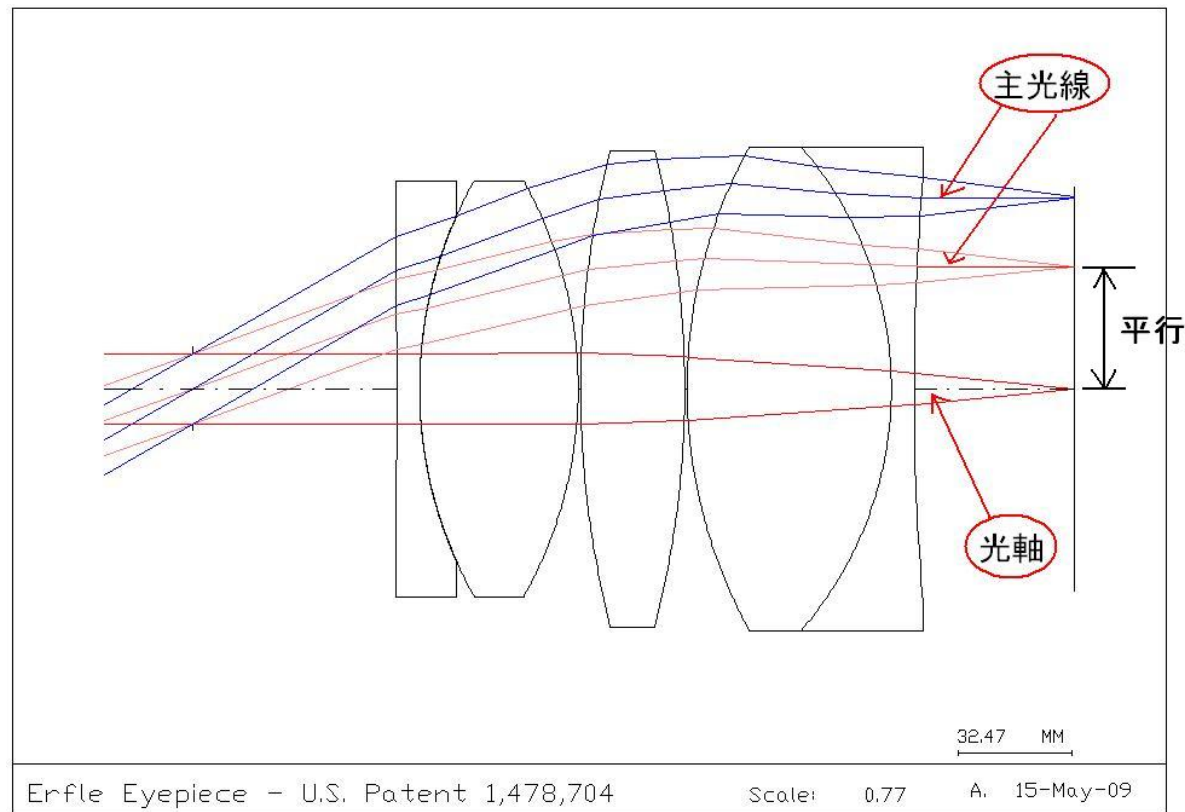 主光線
平行
光軸
32.47 MM
Erfle Eyepiece - U.S. Patent 1,478,704 Scale: 0.77 A. 15-May-09